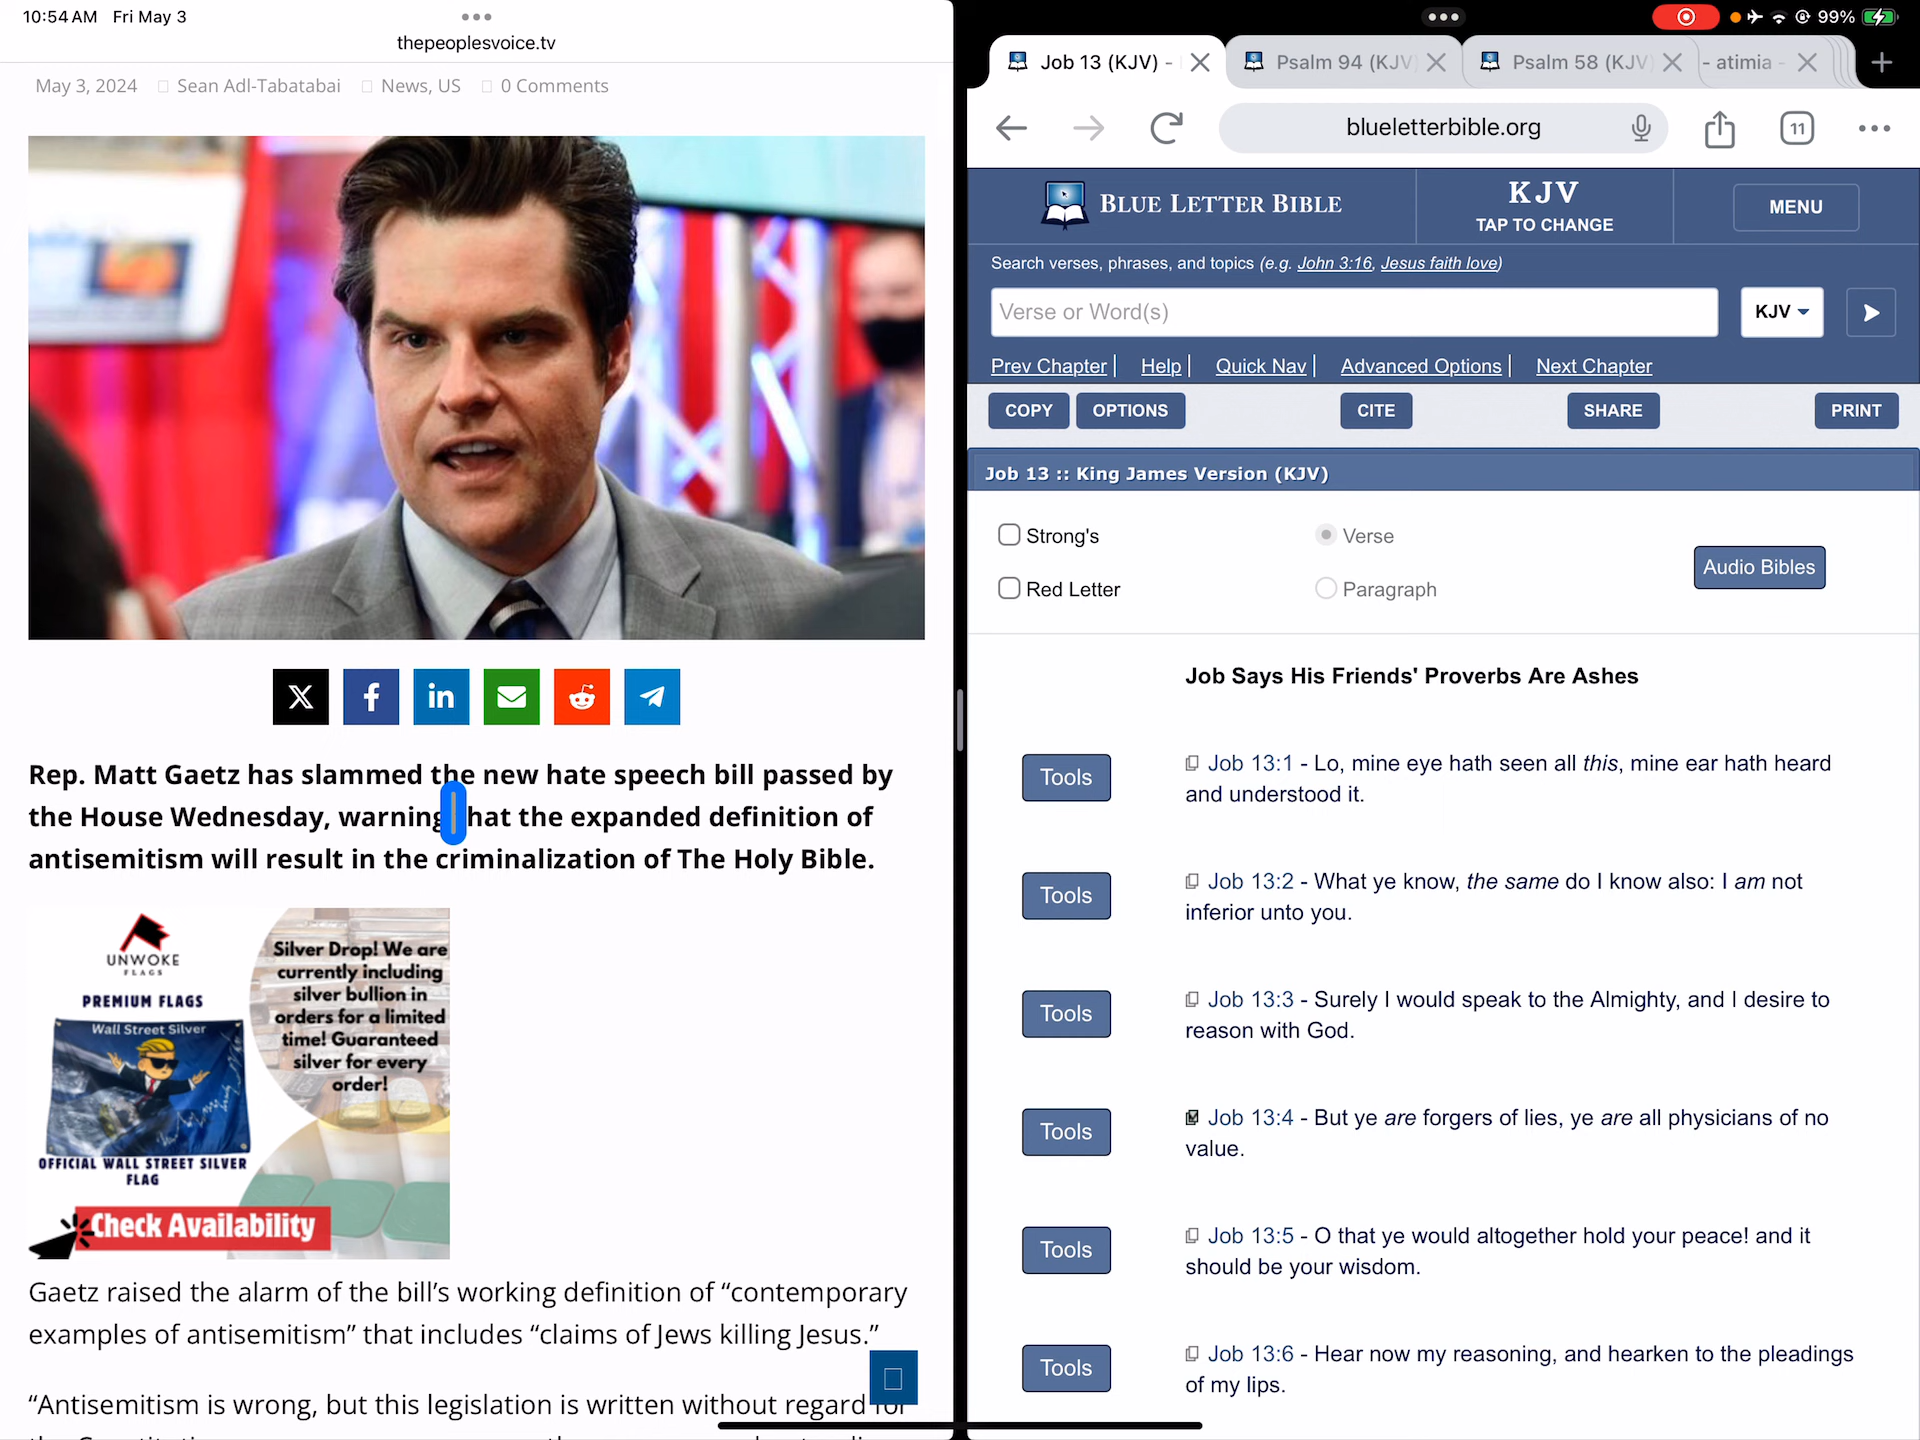 10:54 AM Fri May 3
thepeoplesvoice.tv
May 3, 2024 Sean Adl-Tabatabai News, US 0 Comments
Rep. Matt Gaetz has slammed the new hate speech bill passed by
the House Wednesday, warning hat the expanded definition of
antisemitism will result in the criminalization of The Holy Bible.
UNWOKE
FLAGS
PREMIUM FLAGS
Wall Street Silver
OFFICIAL WALL STREET SILVER
FLAG
Silver Drop! We are
currently including
silver bullion in
orders for a limited
time! Guaranteed
silver for every
order!
Check Availability
Gaetz raised the alarm of the bill’s working definition of “contemporary
examples of antisemitism” that includes “claims of Jews killing Jesus.”
“Antisemitism is wrong, but this legislation is written without regard for
99%
Job 13 (KJV) -
Psalm 94 (KJV)
Psalm 58 (KJV)
- atimia -
blueletterbible.org
11
BLUE LETTER BIBLE
KJV
TAP TO CHANGE
MENU
Search verses, phrases, and topics (e.g. John 3:16, Jesus faith love)
Verse or Word(s)
KJV
Prev Chapter | Help | Quick Nav | Advanced Options | Next Chapter
COPY OPTIONS CITE SHARE PRINT
Job 13 :: King James Version (KJV)
Strong's Verse
Red Letter Paragraph
Audio Bibles
Job Says His Friends' Proverbs Are Ashes
Tools
Job 13:1 - Lo, mine eye hath seen all this, mine ear hath heard
and understood it.
Tools
Job 13:2 - What ye know, the same do I know also: I am not
inferior unto you.
Tools
Job 13:3 - Surely I would speak to the Almighty, and I desire to
reason with God.
Tools
Job 13:4 - But ye are forgers of lies, ye are all physicians of no
value.
Tools
Job 13:5 - O that ye would altogether hold your peace! and it
should be your wisdom.
Tools
Job 13:6 - Hear now my reasoning, and hearken to the pleadings
of my lips.